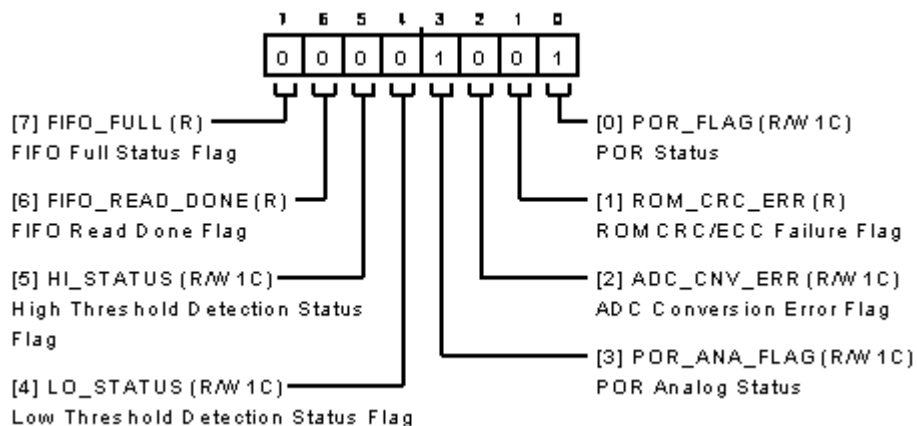 7 6 5 4 3 2 1 0
0 0 0 0 1 0 0 1
[7] FIFO_FULL (R)
FIFO Full Status Flag
[6] FIFO_READ_DONE (R)
FIFO Read Done Flag
[5] HI_STATUS (R/W1C)
High Threshold Detection Status
Flag
[4] LO_STATUS (R/W1C)
Low Threshold Detection Status Flag
[0] POR_FLAG (R/W1C)
POR Status
[1] ROM_CRC_ERR (R)
ROM CRC/ECC Failure Flag
[2] ADC_CNV_ERR (R/W1C)
ADC Conversion Error Flag
[3] POR_ANA_FLAG (R/W1C)
POR Analog Status